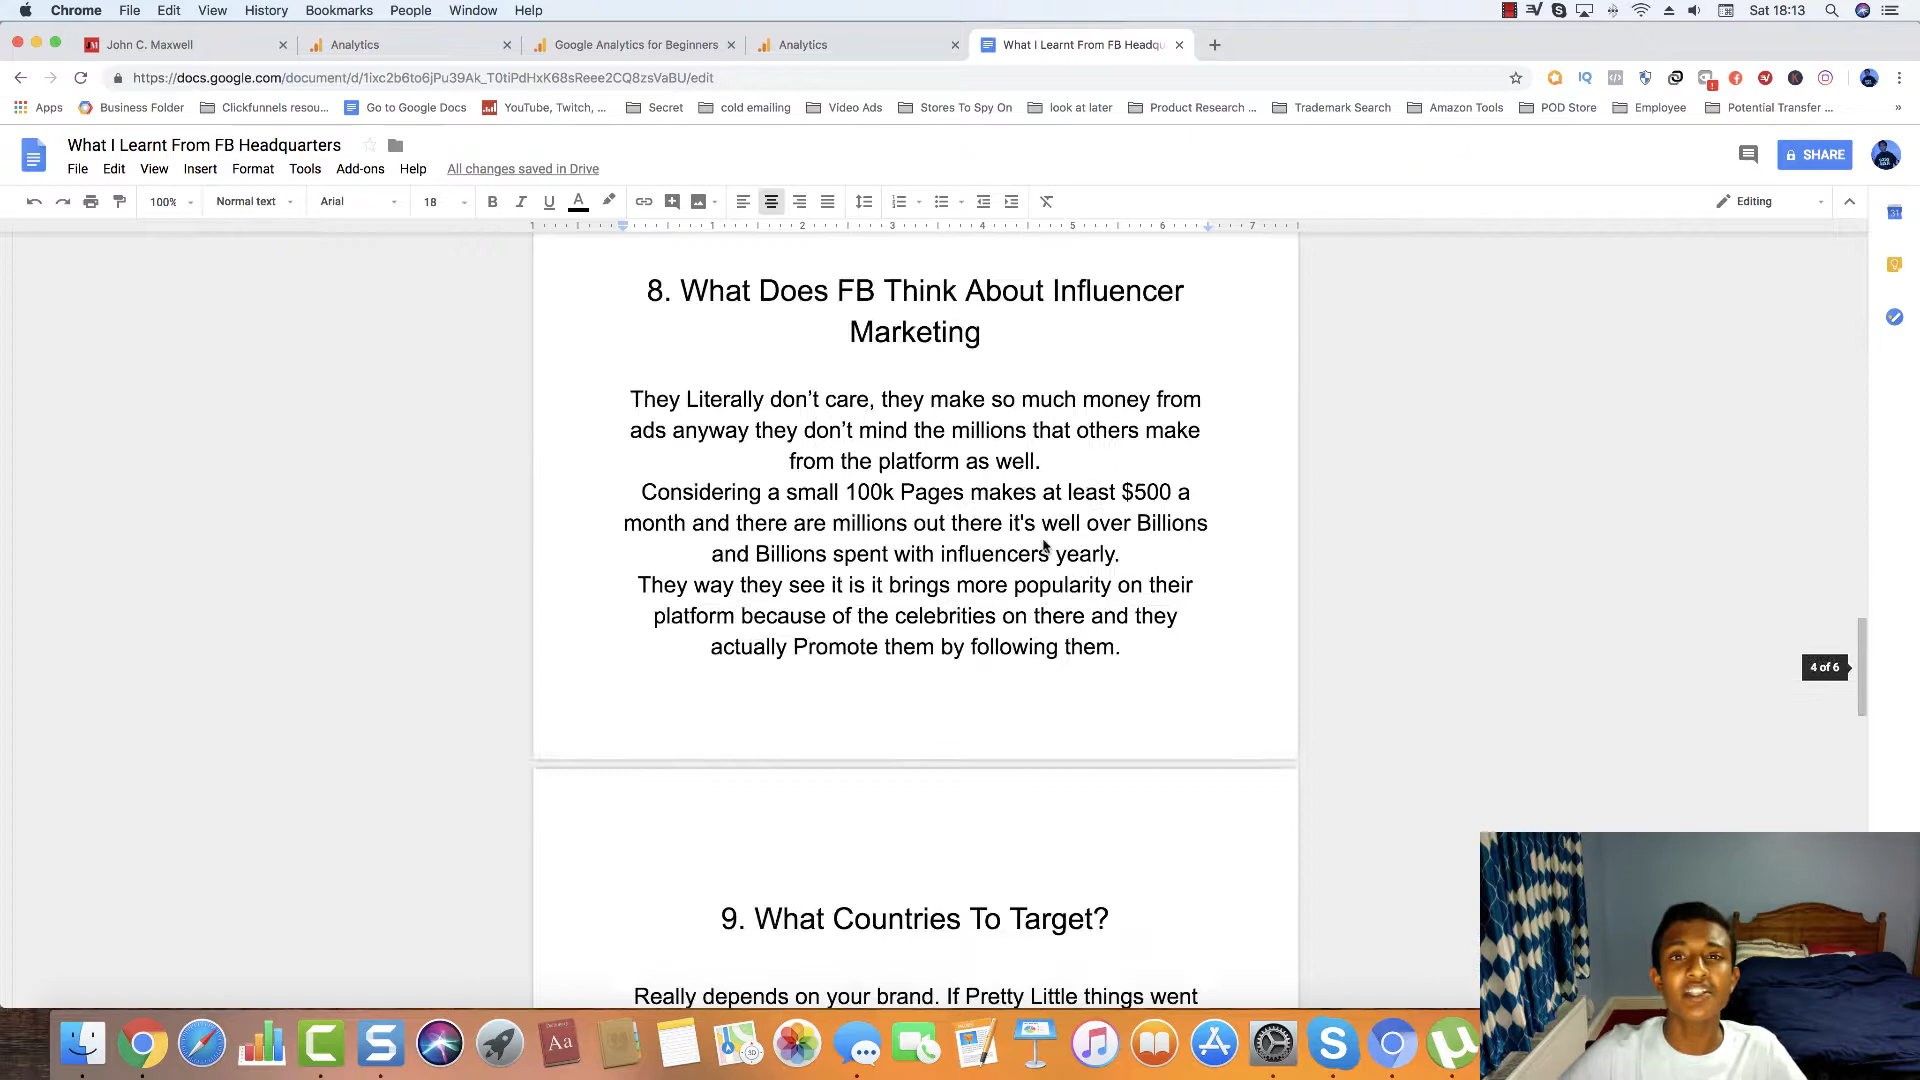 Chrome File Edit View History Bookmarks People Window Help Sat 18:13
John C. Maxwell Analytics Google Analytics for Beginners Analytics What I Learnt From FB Headqu
https://docs.google.com/document/d/1ixc2b6to6jPu39Ak_T0tiPdHxK68sReee2CQ8zsVaBU/edit
Apps Business Folder Clickfunnels resou... Go to Google Docs YouTube, Twitch, ... Secret cold emailing Video Ads Stores To Spy On look at later Product Research ... Trademark Search Amazon Tools POD Store Employee Potential Transfer ... »
What I Learnt From FB Headquarters
SHARE
File Edit View Insert Format Tools Add-ons Help All changes saved in Drive
100% Normal text Arial 18 B I U A Editing
1 1 2 3 4 5 6 7
8. What Does FB Think About Influencer
Marketing
They Literally don’t care, they make so much money from
ads anyway they don’t mind the millions that others make
from the platform as well.
Considering a small 100k Pages makes at least $500 a
month and there are millions out there it's well over Billions
and Billions spent with influencers yearly.
They way they see it is it brings more popularity on their
platform because of the celebrities on there and they
actually Promote them by following them.
4 of 6
9. What Countries To Target?
Really depends on your brand. If Pretty Little things went